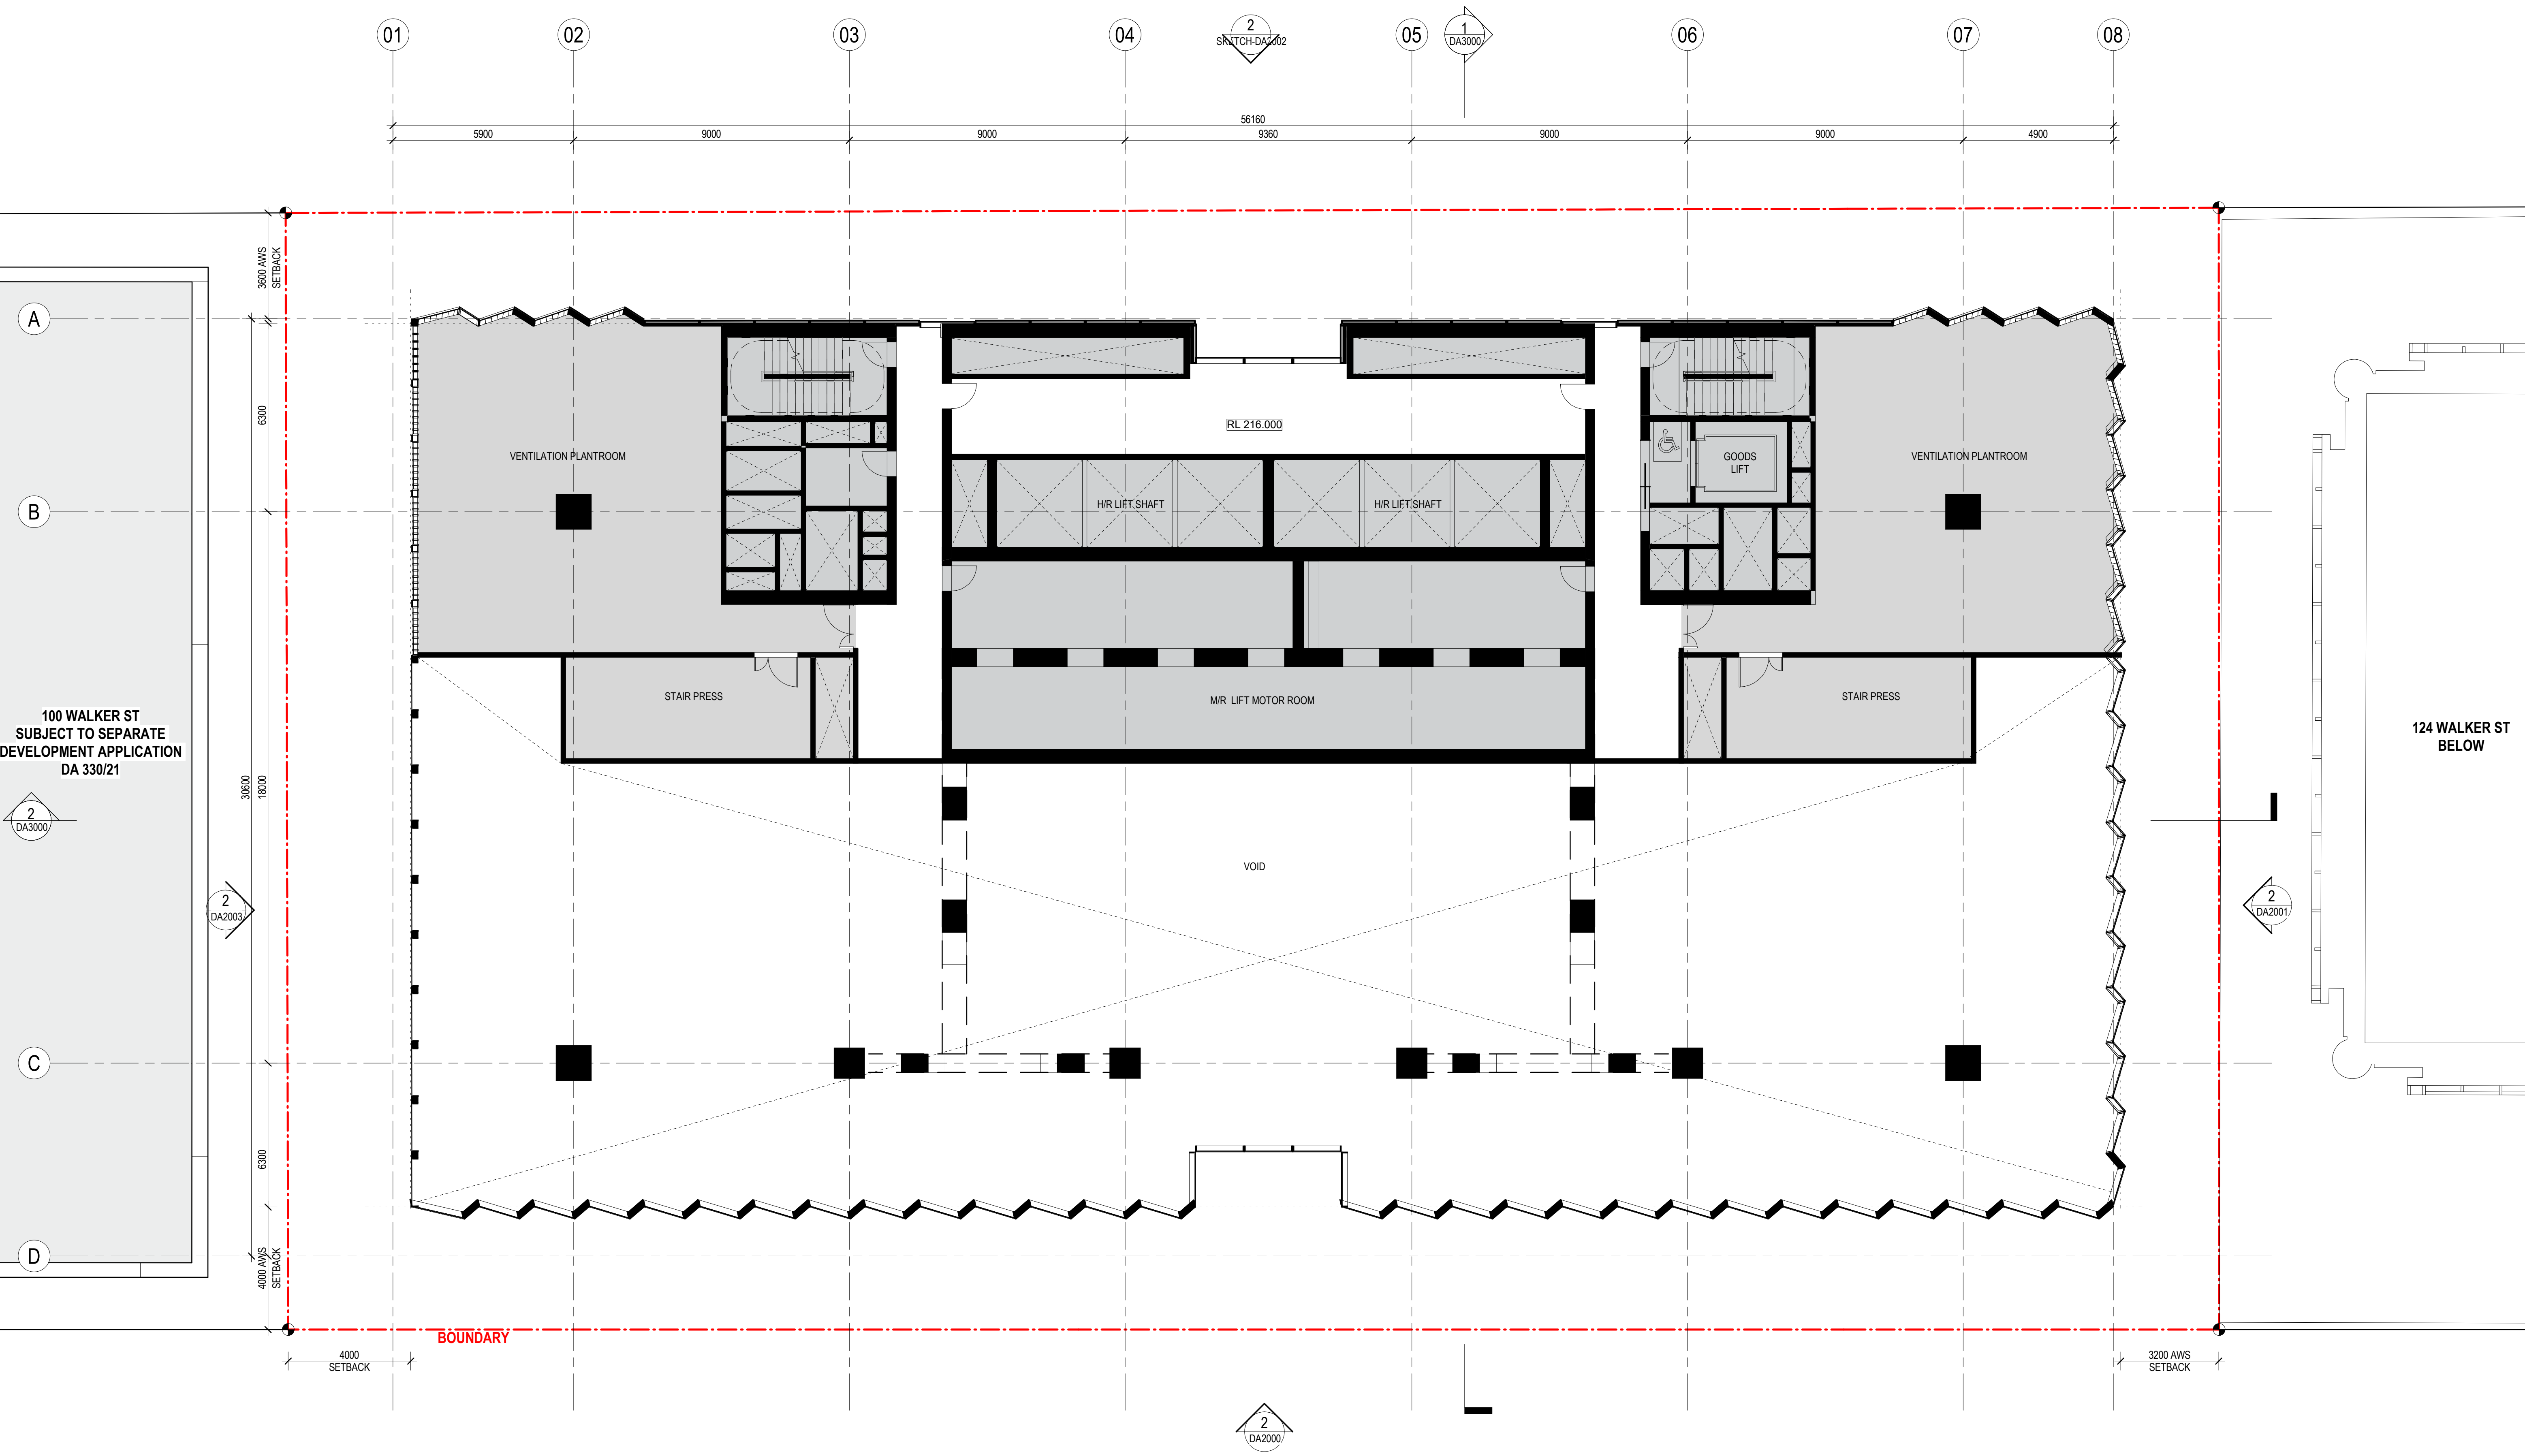 01
02
03
04
2
SKETCH-DA2002
05
1
DA3000
06
07
08
56160
5900
9000
9000
9360
9000
9000
4900
3600 AWS
SETBACK
A
6300
RL 216.000
VENTILATION PLANTROOM
GOODS
LIFT
VENTILATION PLANTROOM
B
H/R LIFT SHAFT
H/R LIFT SHAFT
STAIR PRESS
M/R LIFT MOTOR ROOM
STAIR PRESS
100 WALKER ST
SUBJECT TO SEPARATE
DEVELOPMENT APPLICATION
DA 330/21
124 WALKER ST
BELOW
30600
18000
2
DA3000
VOID
2
DA2003
2
DA2001
C
6300
D
4000 AWS
SETBACK
BOUNDARY
4000
SETBACK
3200 AWS
SETBACK
2
DA2000